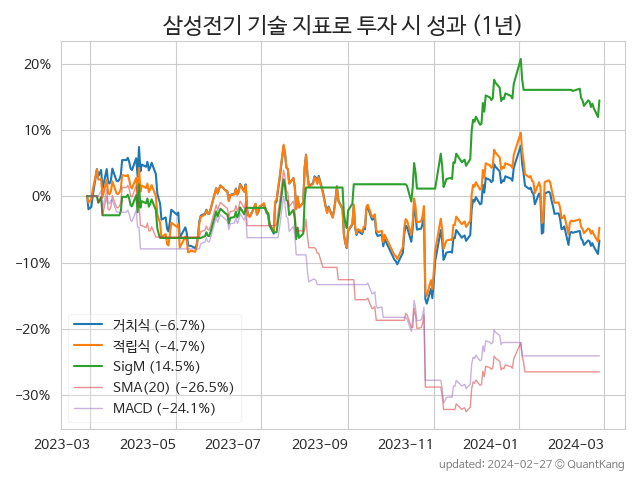 삼성전기 기술 지표로 투자 시 성과 (1년)
20%
10%
0%
−10%
−20%
−30%
거치식 (−6.7%)
적립식 (−4.7%)
SigM (14.5%)
SMA(20) (−26.5%)
MACD (−24.1%)
2023-03 2023-05 2023-07 2023-09 2023-11 2024-01 2024-03
updated: 2024-02-27 © QuantKang